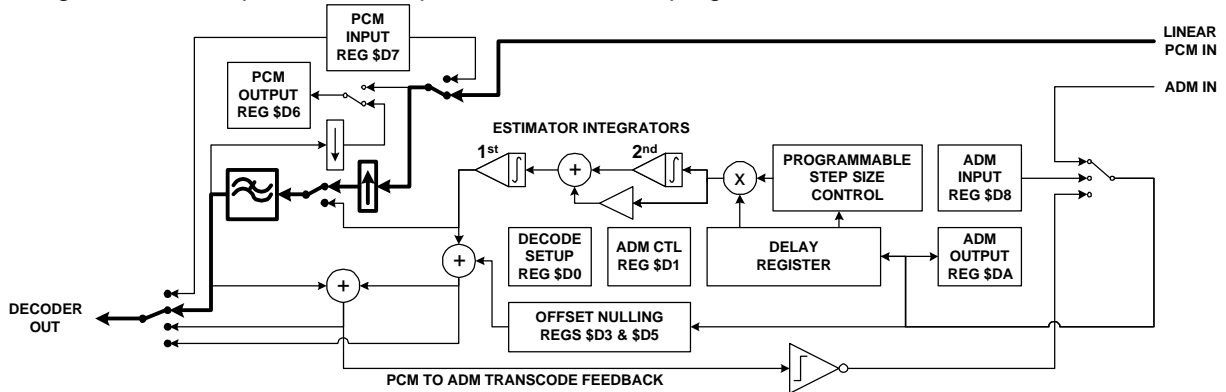 PCM
INPUT
REG $D7
LINEAR
PCM IN
PCM
OUTPUT
REG $D6
ADM IN
ESTIMATOR INTEGRATORS
1st
2nd
+
X
PROGRAMMABLE
STEP SIZE
CONTROL
ADM
INPUT
REG $D8
DECODE
SETUP
REG $D0
ADM CTL
REG $D1
DELAY
REGISTER
ADM
OUTPUT
REG $DA
+
+
DECODER
OUT
OFFSET NULLING
REGS $D3 & $D5
PCM TO ADM TRANSCODE FEEDBACK